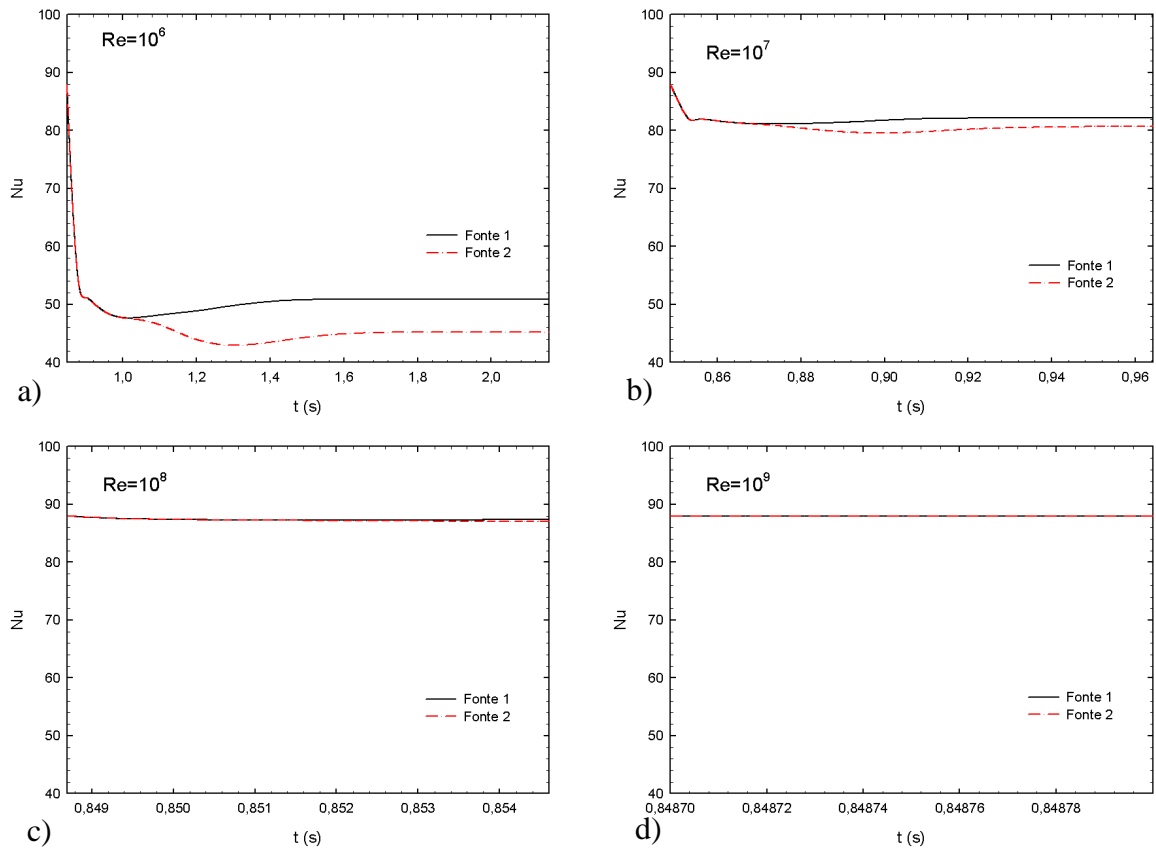 Re=10^6
100
90
80
70
60
50
40
Nu
Fonte 1
Fonte 2
1,0 1,2 1,4 1,6 1,8 2,0
t (s)
a)
Re=10^7
100
90
80
70
60
50
40
Nu
Fonte 1
Fonte 2
0,86 0,88 0,90 0,92 0,94 0,96
t (s)
b)
Re=10^8
100
90
80
70
60
50
40
Nu
Fonte 1
Fonte 2
0,849 0,850 0,851 0,852 0,853 0,854
t (s)
c)
Re=10^9
100
90
80
70
60
50
40
Nu
Fonte 1
Fonte 2
0,84870 0,84872 0,84874 0,84876 0,84878
t (s)
d)